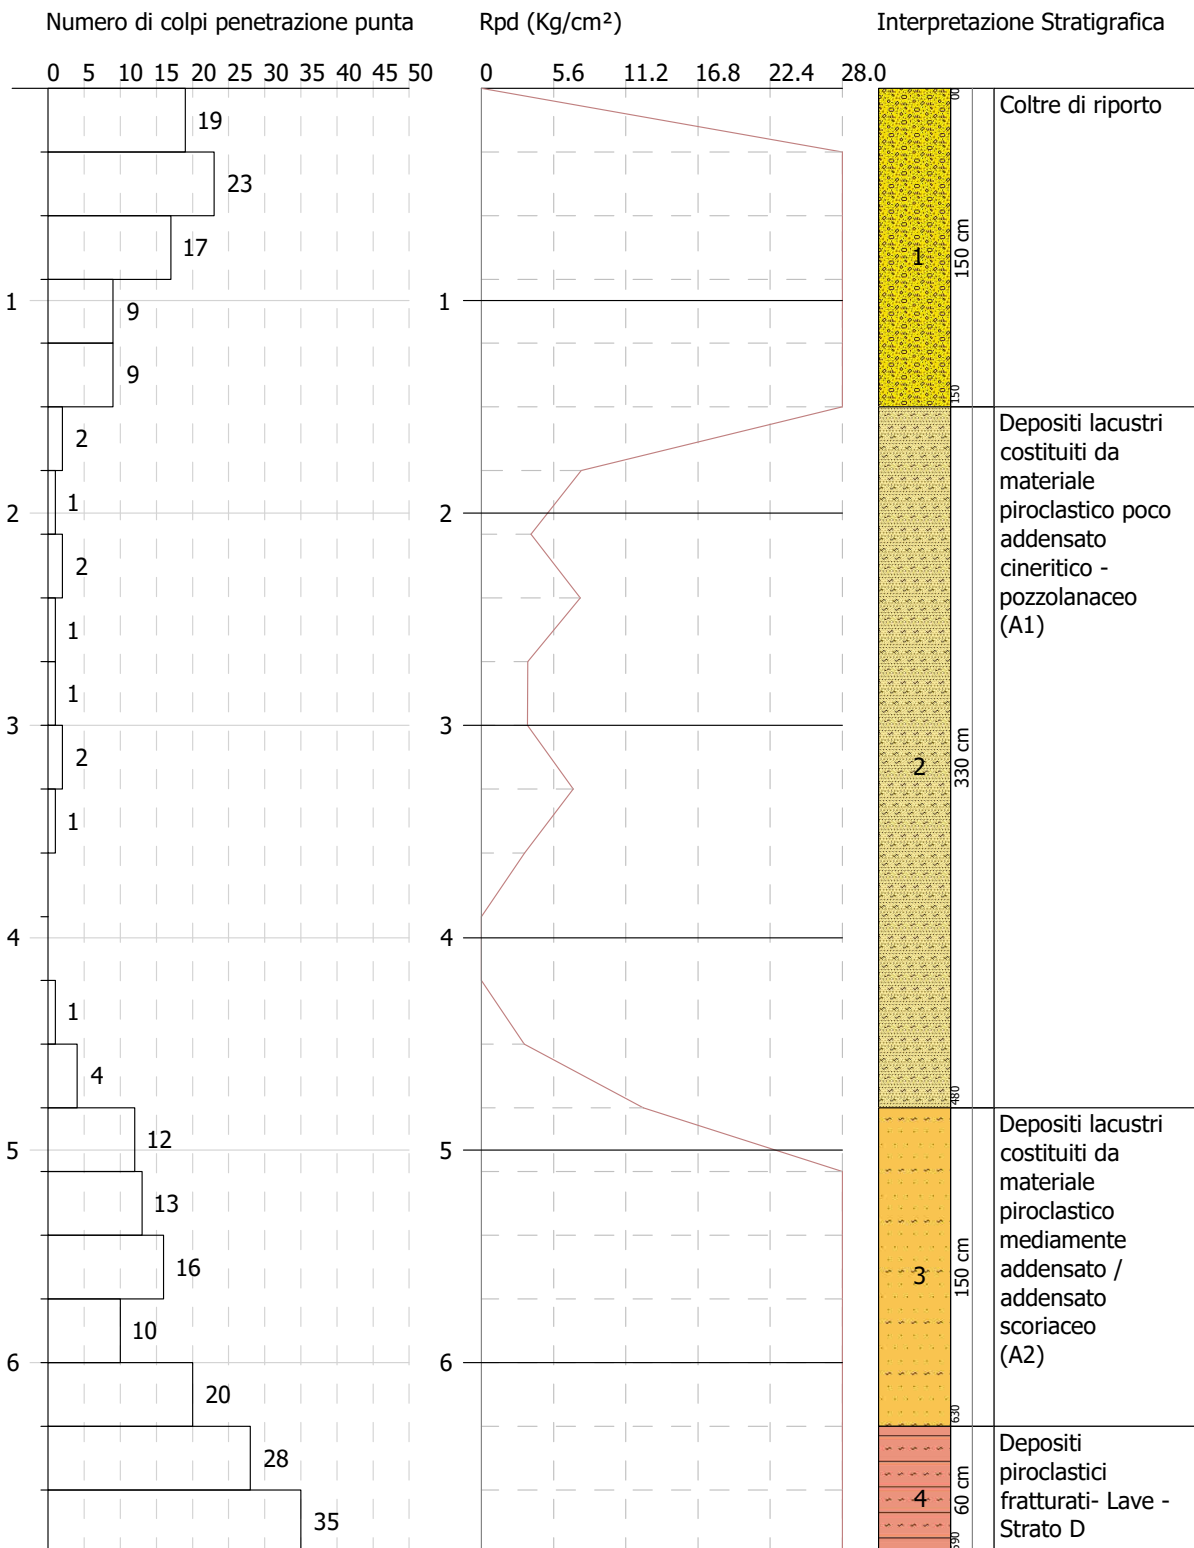 Numero di colpi penetrazione punta
Rpd (Kg/cm²)
Interpretazione Stratigrafica
0 5 10 15 20 25 30 35 40 45 50
0 5.6 11.2 16.8 22.4 28.0
19
23
17
9
9
2
1
2
1
1
2
1
1
4
12
13
16
10
20
28
35
1
2
3
4
5
6
1
2
3
4
5
6
00
1
150 cm
150
Coltre di riporto
2
330 cm
480
Depositi lacustri
costituiti da
materiale
piroclastico poco
addensato
cineritico -
pozzolanaceo
(A1)
3
150 cm
630
Depositi lacustri
costituiti da
materiale
piroclastico
mediamente
addensato /
addensato
scoriaceo
(A2)
4
60 cm
690
Depositi
piroclastici
fratturati- Lave -
Strato D